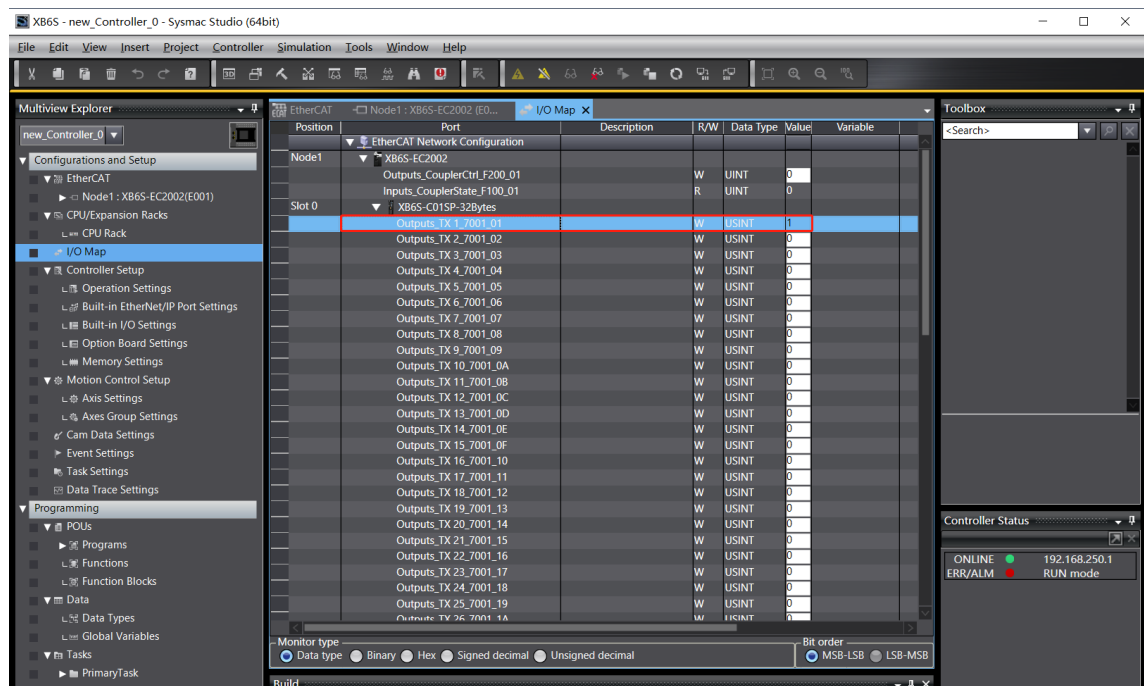 XB6S - new_Controller_0 - Sysmac Studio (64bit)
File Edit View Insert Project Controller Simulation Tools Window Help
Multiview Explorer
new_Controller_0
Configurations and Setup
EtherCAT
Node1 : XB6S-EC2002(E001)
CPU/Expansion Racks
CPU Rack
I/O Map
Controller Setup
Operation Settings
Built-in EtherNet/IP Port Settings
Built-in I/O Settings
Option Board Settings
Memory Settings
Motion Control Setup
Axis Settings
Axes Group Settings
Cam Data Settings
Event Settings
Task Settings
Data Trace Settings
Programming
POUs
Programs
Functions
Function Blocks
Data
Data Types
Global Variables
Tasks
PrimaryTask
EtherCAT Node1 : XB6S-EC2002 (E0... I/O Map
Position Port Description R/W Data Type Value Variable
EtherCAT Network Configuration
Node1 XB6S-EC2002
Outputs_CouplerCtrl_F200_01 W UINT 0
Inputs_CouplerState_F100_01 R UINT 0
Slot 0 XB6S-C01SP-32Bytes
Outputs_TX 1_7001_01 W USINT 1
Outputs_TX 2_7001_02 W USINT 0
Outputs_TX 3_7001_03 W USINT 0
Outputs_TX 4_7001_04 W USINT 0
Outputs_TX 5_7001_05 W USINT 0
Outputs_TX 6_7001_06 W USINT 0
Outputs_TX 7_7001_07 W USINT 0
Outputs_TX 8_7001_08 W USINT 0
Outputs_TX 9_7001_09 W USINT 0
Outputs_TX 10_7001_0A W USINT 0
Outputs_TX 11_7001_0B W USINT 0
Outputs_TX 12_7001_0C W USINT 0
Outputs_TX 13_7001_0D W USINT 0
Outputs_TX 14_7001_0E W USINT 0
Outputs_TX 15_7001_0F W USINT 0
Outputs_TX 16_7001_10 W USINT 0
Outputs_TX 17_7001_11 W USINT 0
Outputs_TX 18_7001_12 W USINT 0
Outputs_TX 19_7001_13 W USINT 0
Outputs_TX 20_7001_14 W USINT 0
Outputs_TX 21_7001_15 W USINT 0
Outputs_TX 22_7001_16 W USINT 0
Outputs_TX 23_7001_17 W USINT 0
Outputs_TX 24_7001_18 W USINT 0
Outputs_TX 25_7001_19 W USINT 0
Outputs_TX 26_7001_1A W USINT 0
Monitor type
Data type Binary Hex Signed decimal Unsigned decimal
Bit order
MSB-LSB LSB-MSB
Build
Toolbox
<Search>
Controller Status
ONLINE 192.168.250.1
ERR/ALM RUN mode